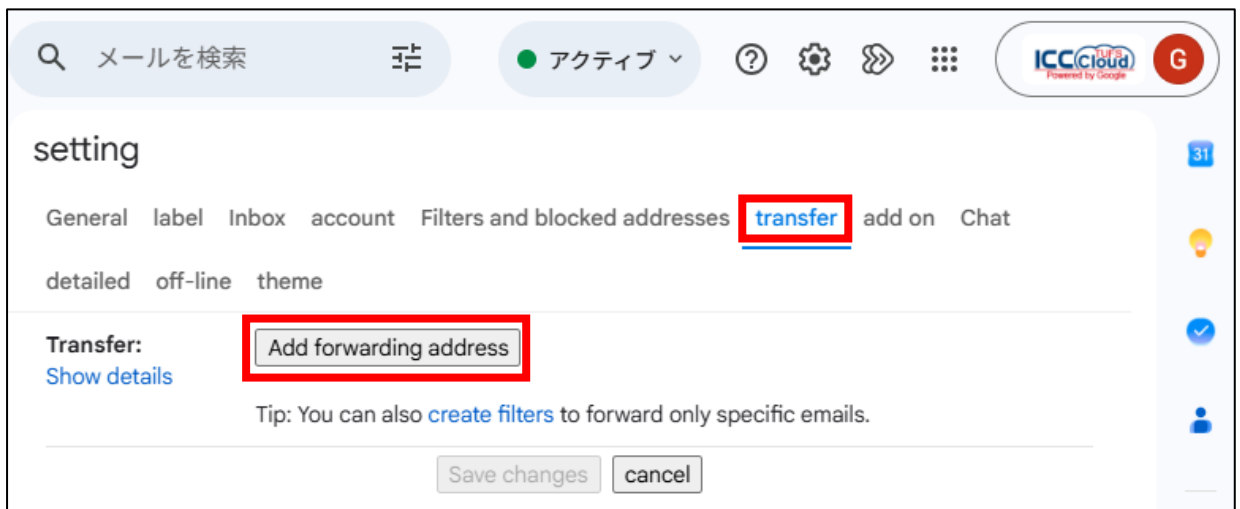 メールを検索 アクティブ ICC TUFS Cloud Powered by Google G
setting
31
General label Inbox account Filters and blocked addresses transfer add on Chat
detailed off-line theme
Transfer: Add forwarding address
Show details
Tip: You can also create filters to forward only specific emails.
Save changes cancel